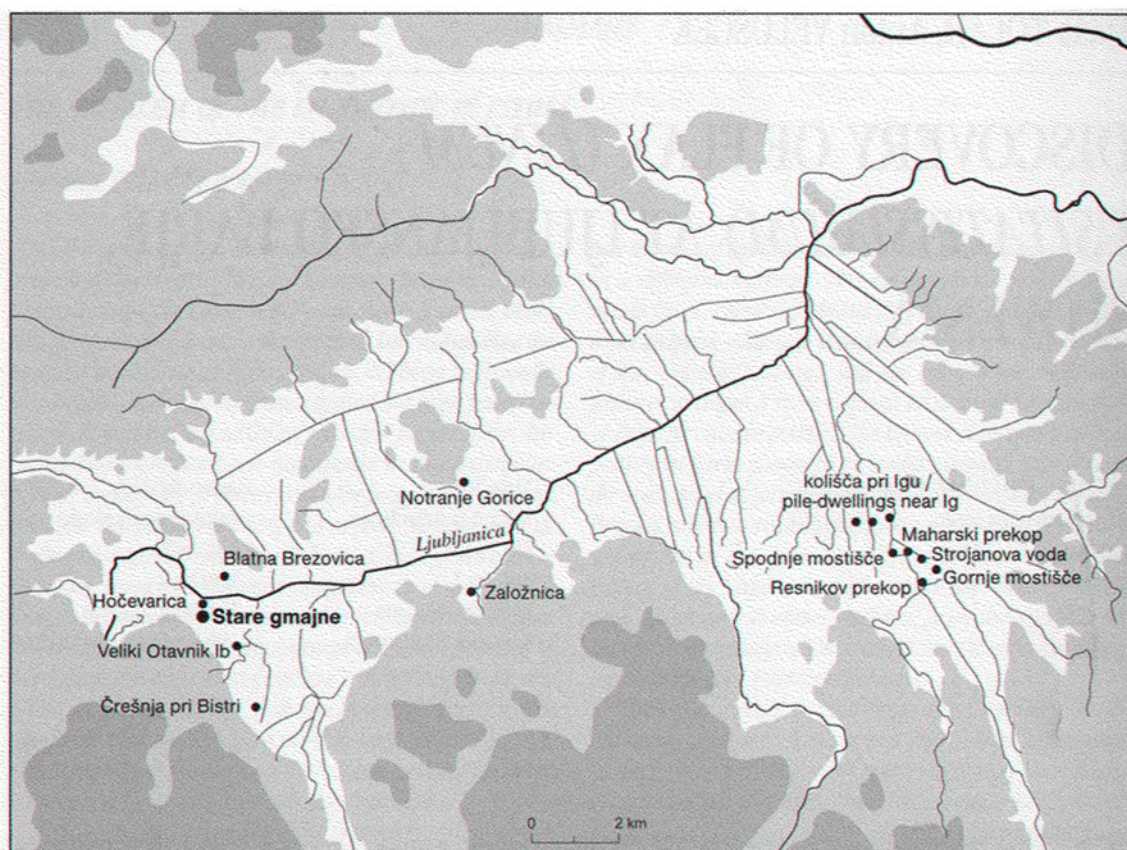 kolišča pri Igu /
pile-dwellings near Ig
Notranje Gorice
Ljubljanica
Maharski prekop
Spodnje mostišče
Strojanova voda
Blatna Brezovica
Gornje mostišče
Resnikov prekop
Založnica
Hočevarica
Stare gmajne
Veliki Otavnik Ib
Črešnja pri Bistri
0 2 km